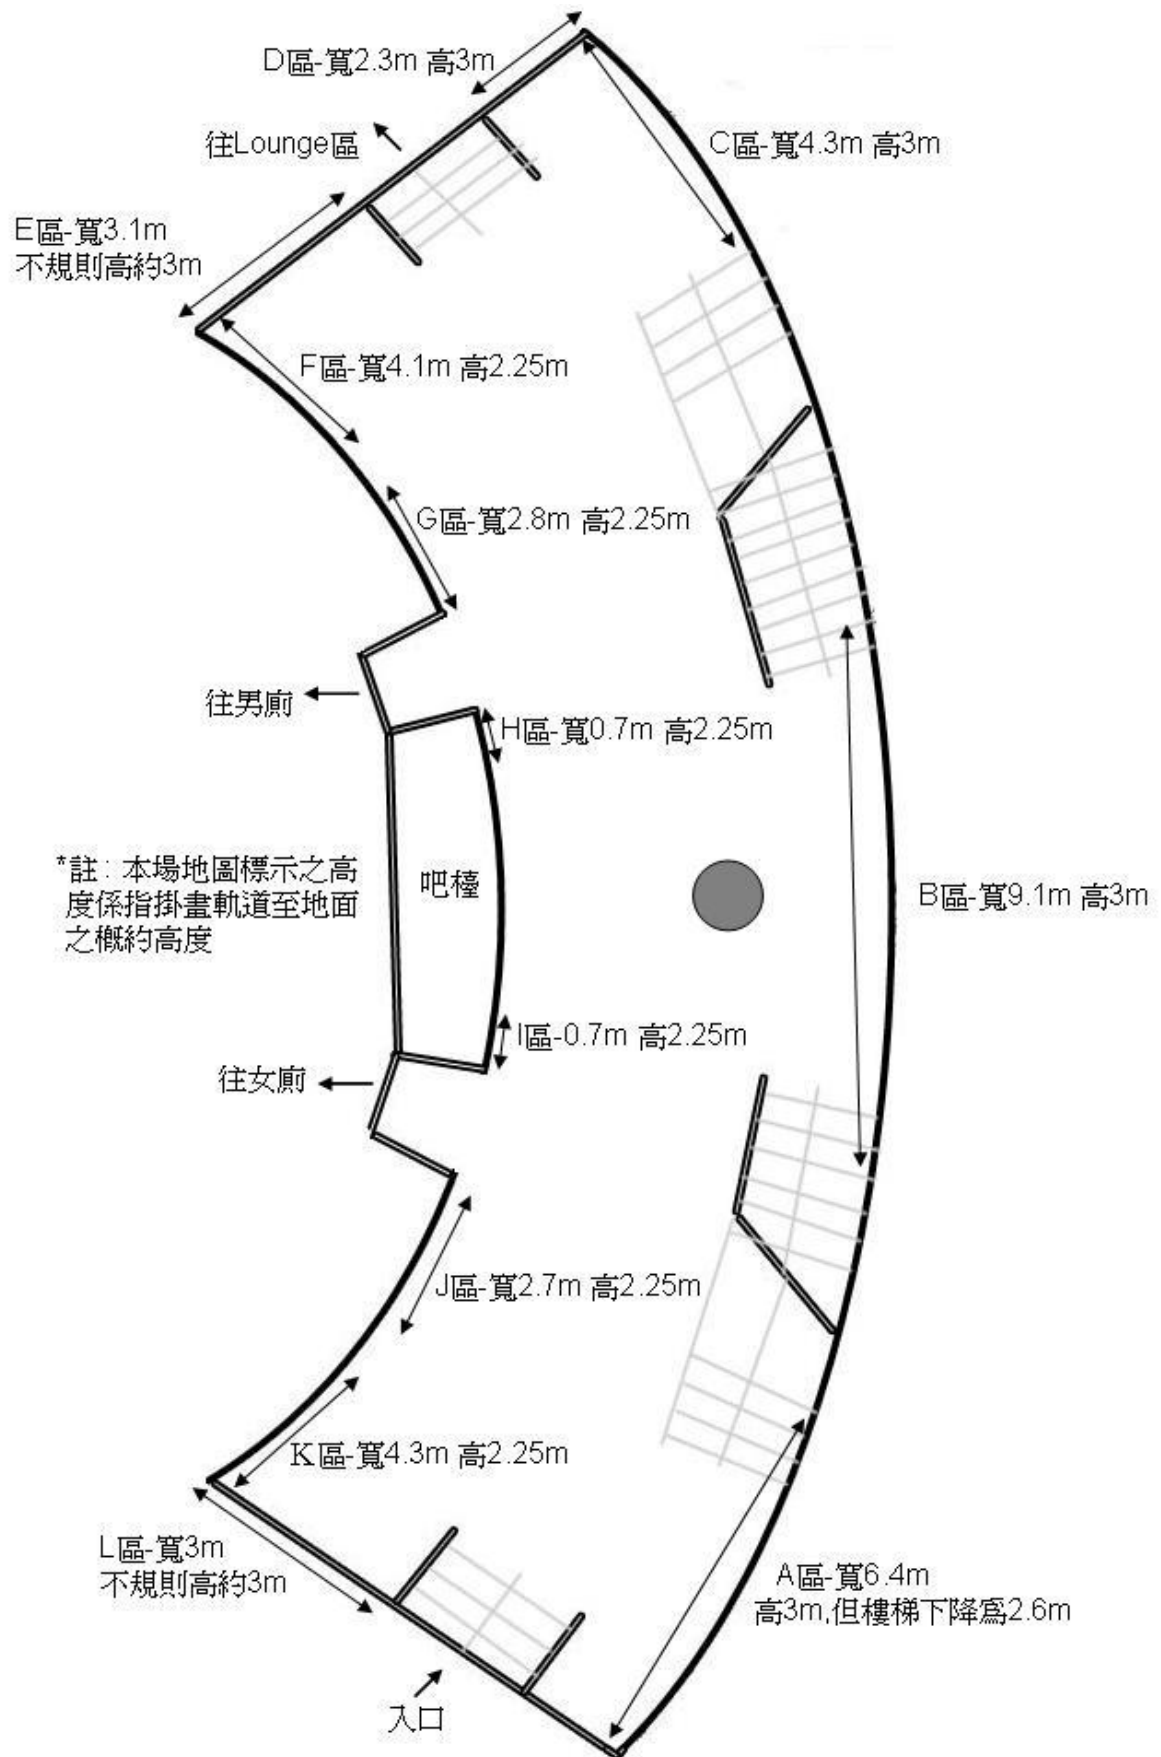 D區-寬2.3m 高3m
往Lounge區
C區-寬4.3m 高3m
E區-寬3.1m
不規則高約3m
F區-寬4.1m 高2.25m
G區-寬2.8m 高2.25m
往男廁
H區-寬0.7m 高2.25m
*註：本場地圖標示之高
度係指掛畫軌道至地面
之概約高度
吧檯
B區-寬9.1m 高3m
I區-0.7m 高2.25m
往女廁
J區-寬2.7m 高2.25m
K區-寬4.3m 高2.25m
L區-寬3m
不規則高約3m
A區-寬6.4m
高3m,但樓梯下降爲2.6m
入口